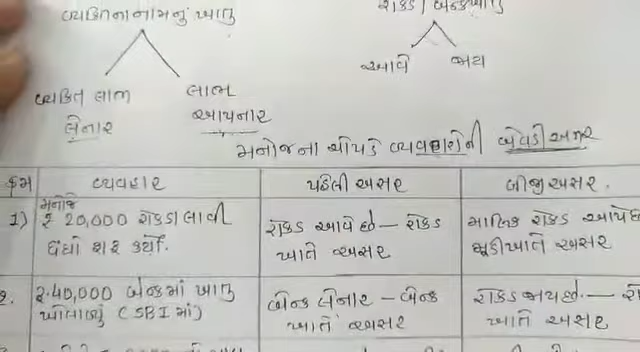 વ્યક્તિના નામનું ખાતુ
રોકડ / બેન્ક ખાતુ
આવે જાય
વ્યક્તિ લાભ લાભ
લેનાર આપનાર
મનોજના ચોપડે વ્યવહારોની બેવડી અસર
ક્રમ વ્યવહાર પહેલી અસર બીજી અસર.
મનોજે
1) ₹ 20,000 રોકડા લાવી રોકડ આવે છે — રોકડ માલિક રોકડ આપે છે
ધંધો શરૂ કર્યો. ખાતે અસર મૂડી ખાતે અસર
2. ₹.40,000 બેન્કમાં ખાતુ બેન્ક લેનાર - બેન્ક રોકડ જાય છે. —
ખોલાવ્યું (SBI માં) ખાતે અસર ખાતે અસર